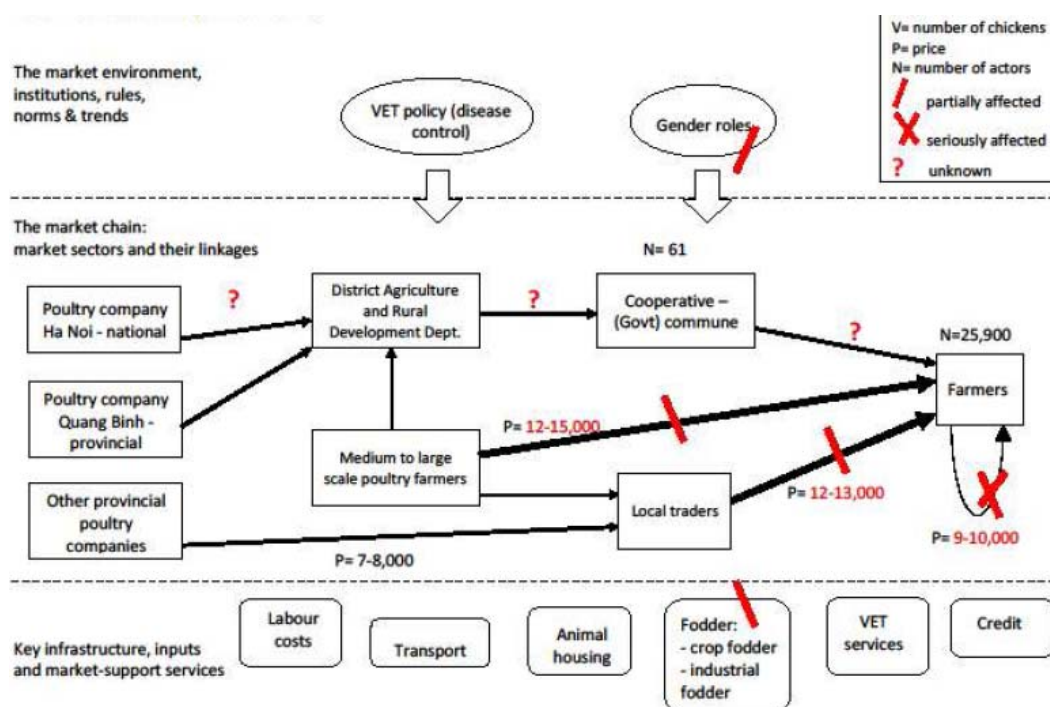 V= number of chickens
P= price
N= number of actors
partially affected
seriously affected
? unknown
The market environment,
institutions, rules,
norms & trends
VET policy (disease
control)
Gender roles
The market chain:
market sectors and their linkages
N= 61
Poultry company
Ha Noi - national
?
District Agriculture
and Rural
Development Dept.
?
Cooperative –
(Govt) commune
?
N=25,900
Farmers
Poultry company
Quang Binh -
provincial
P= 12-15,000
Medium to large
scale poultry farmers
P= 12-13,000
Other provincial
poultry
companies
Local traders
P= 9-10,000
P= 7-8,000
Key infrastructure, inputs
and market-support services
Labour
costs
Transport
Animal
housing
Fodder:
- crop fodder
- industrial
fodder
VET
services
Credit